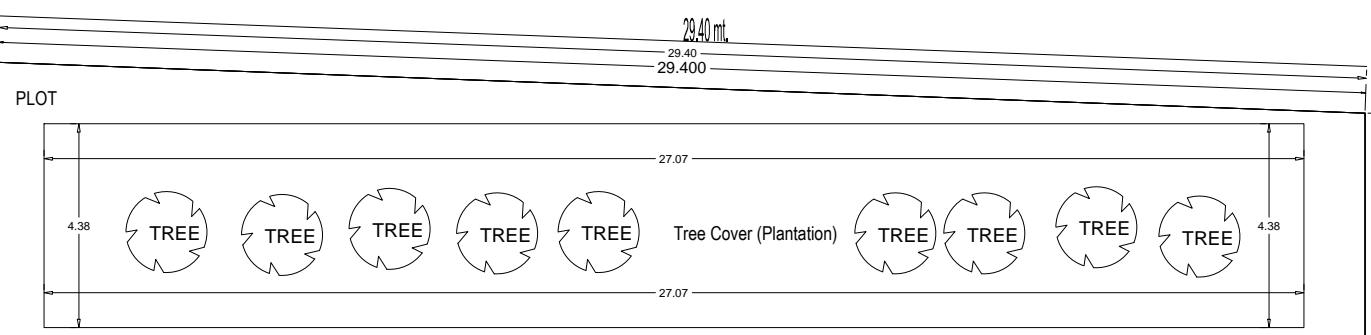 29.40 mt.
29.40
29.400
PLOT
27.07
4.38 TREE TREE TREE TREE TREE Tree Cover (Plantation) TREE TREE TREE TREE 4.38
27.07